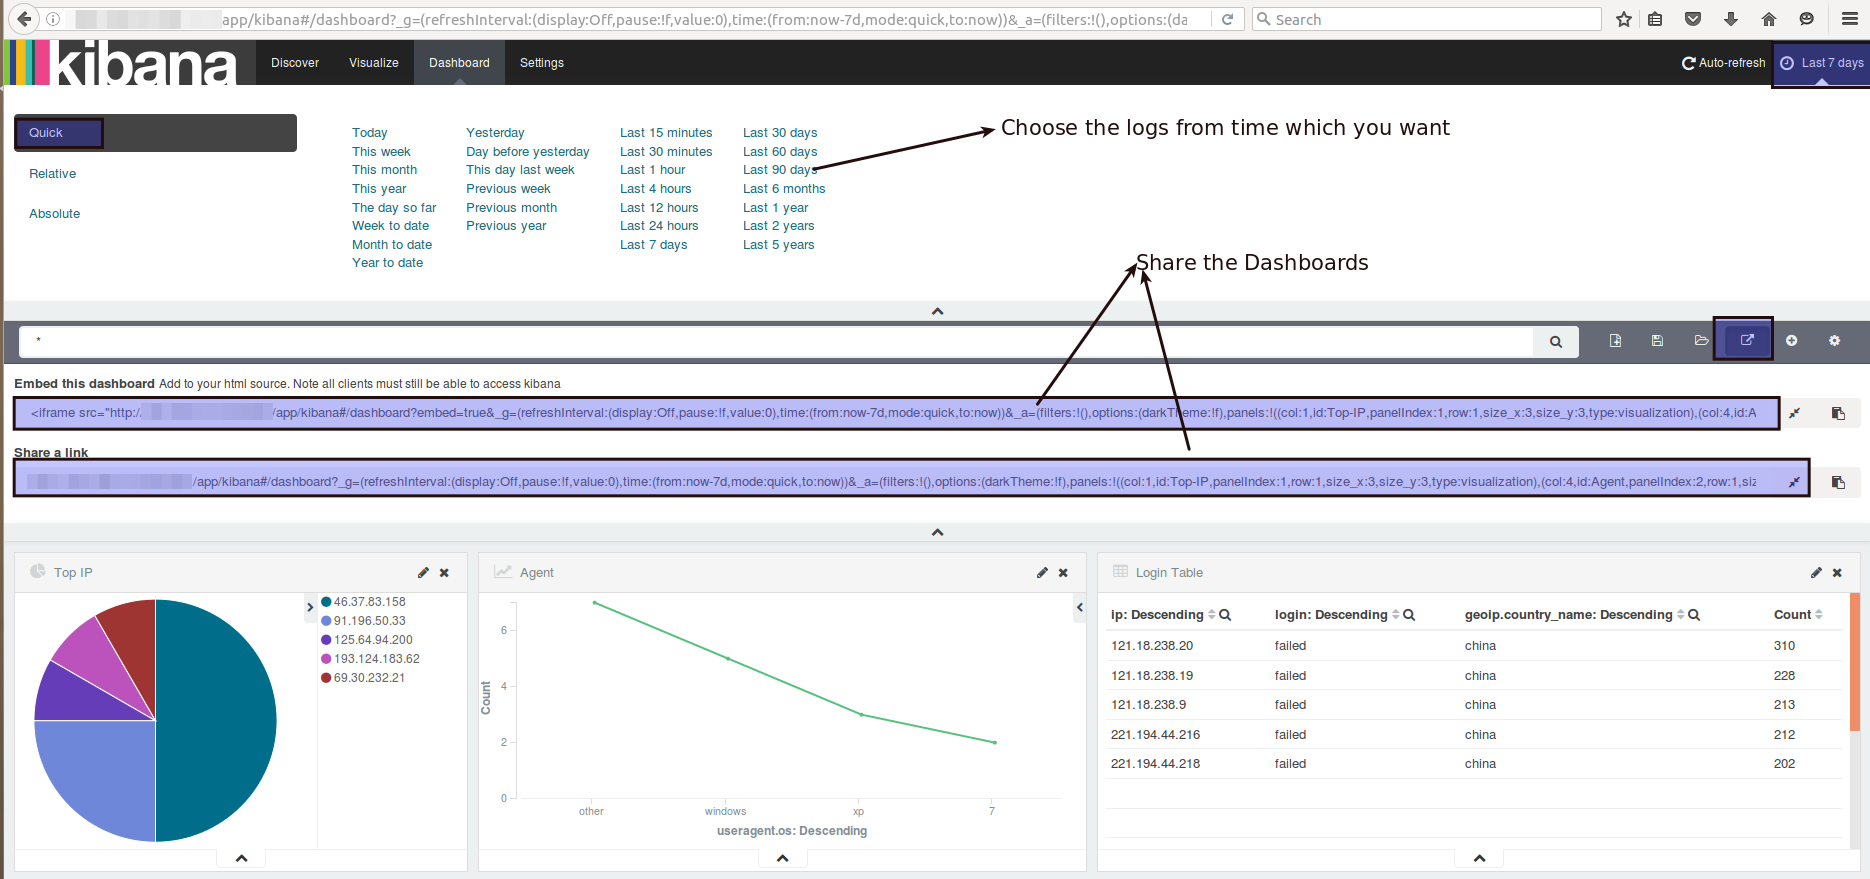 app/kibana#/dashboard?_g=(refreshInterval:(display:Off,pause:!f,value:0),time:(from:now-7d,mode:quick,to:now))&_a=(filters:!(),options:(da
Search
kibana
Discover
Visualize
Dashboard
Settings
Auto-refresh
Last 7 days
Quick
Relative
Absolute
Today
This week
This month
This year
The day so far
Week to date
Month to date
Year to date
Yesterday
Day before yesterday
This day last week
Previous week
Previous month
Previous year
Last 15 minutes
Last 30 minutes
Last 1 hour
Last 4 hours
Last 12 hours
Last 24 hours
Last 7 days
Last 30 days
Last 60 days
Last 90 days
Last 6 months
Last 1 year
Last 2 years
Last 5 years
Choose the logs from time which you want
Share the Dashboards
*
Embed this dashboard Add to your html source. Note all clients must still be able to access kibana
<iframe src="http:/ /app/kibana#/dashboard?embed=true&_g=(refreshInterval:(display:Off,pause:!f,value:0),time:(from:now-7d,mode:quick,to:now))&_a=(filters:!(),options:(darkTheme:!f),panels:!((col:1,id:Top-IP,panelIndex:1,row:1,size_x:3,size_y:3,type:visualization),(col:4,id:A
Share a link
/app/kibana#/dashboard?_g=(refreshInterval:(display:Off,pause:!f,value:0),time:(from:now-7d,mode:quick,to:now))&_a=(filters:!(),options:(darkTheme:!f),panels:!((col:1,id:Top-IP,panelIndex:1,row:1,size_x:3,size_y:3,type:visualization),(col:4,id:Agent,panelIndex:2,row:1,siz
Top IP
46.37.83.158
91.196.50.33
125.64.94.200
193.124.183.62
69.30.232.21
Agent
Count
6
4
2
0
other
windows
xp
7
useragent.os: Descending
Login Table
ip: Descending login: Descending geoip.country_name: Descending Count
121.18.238.20 failed china 310
121.18.238.19 failed china 228
121.18.238.9 failed china 213
221.194.44.216 failed china 212
221.194.44.218 failed china 202